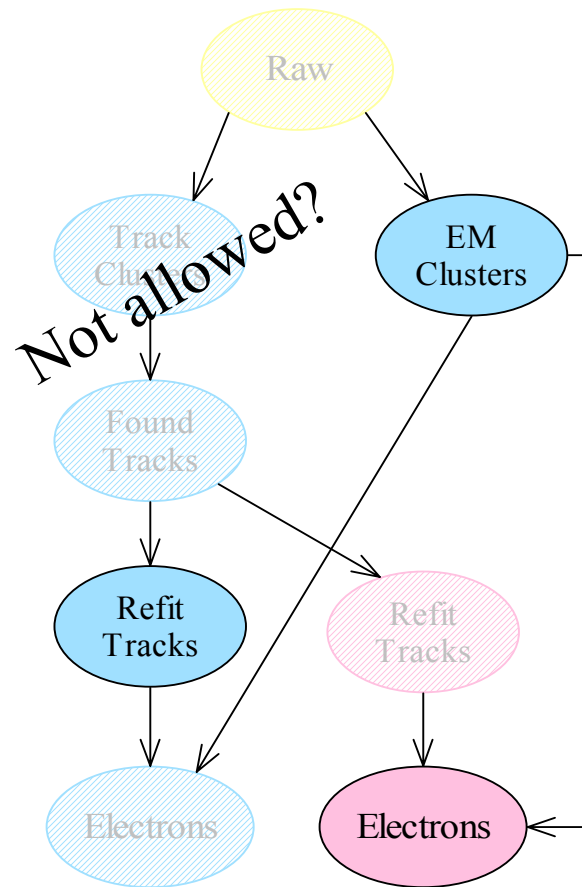 Raw
Track
Clusters
EM
Clusters
Not allowed?
Found
Tracks
Refit
Tracks
Refit
Tracks
Electrons
Electrons